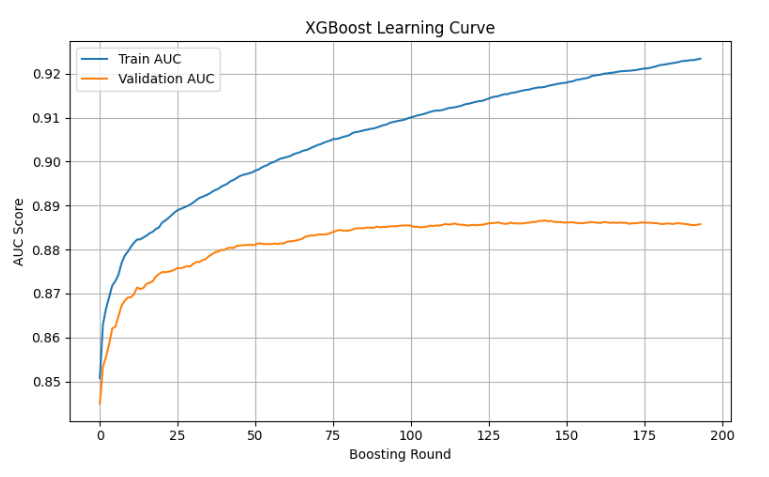 XGBoost Learning Curve
Train AUC
Validation AUC
0.92
0.91
0.90
0.89
0.88
0.87
0.86
0.85
AUC Score
0 25 50 75 100 125 150 175 200
Boosting Round